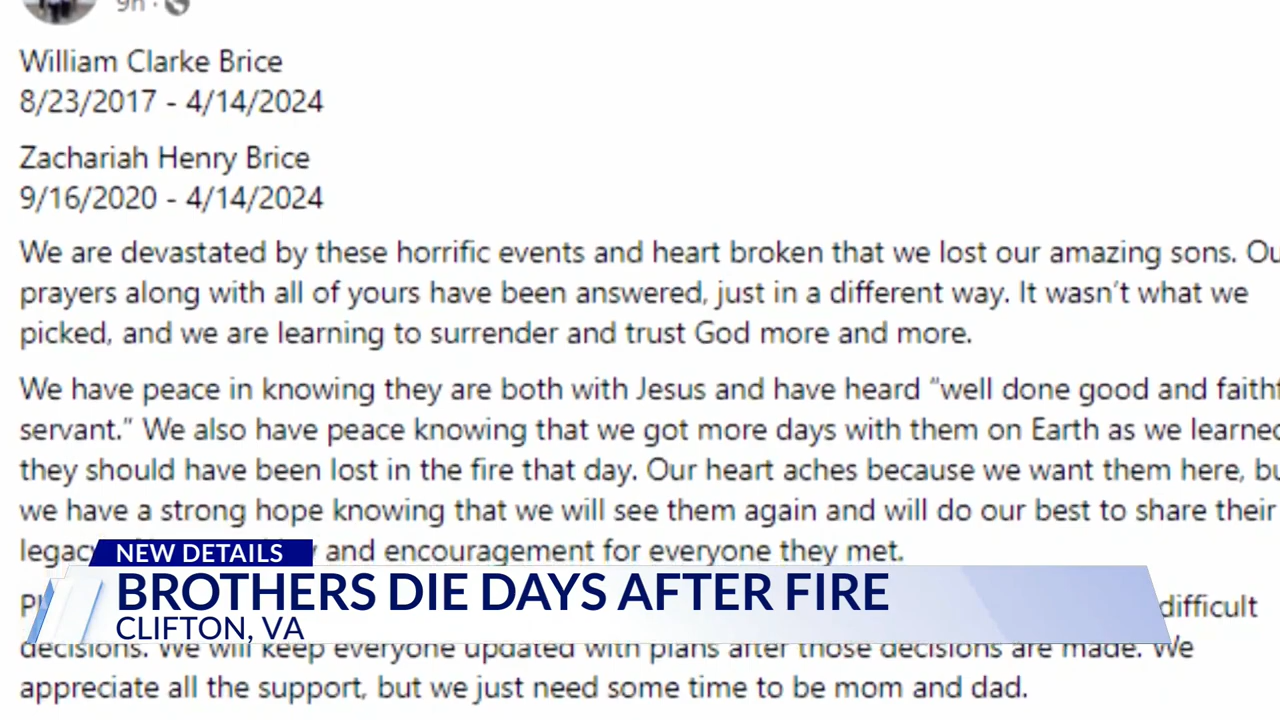 9h ·
William Clarke Brice
8/23/2017 - 4/14/2024
Zachariah Henry Brice
9/16/2020 - 4/14/2024
We are devastated by these horrific events and heart broken that we lost our amazing sons. Ou
prayers along with all of yours have been answered, just in a different way. It wasn't what we
picked, and we are learning to surrender and trust God more and more.
We have peace in knowing they are both with Jesus and have heard “well done good and faithf
servant.” We also have peace knowing that we got more days with them on Earth as we learned
they should have been lost in the fire that day. Our heart aches because we want them here, bu
we have a strong hope knowing that we will see them again and will do our best to share their
legacy and encouragement for everyone they met.
NEW DETAILS
BROTHERS DIE DAYS AFTER FIRE
CLIFTON, VA
difficult
decisions. We will keep everyone updated with plans after those decisions are made. We
appreciate all the support, but we just need some time to be mom and dad.